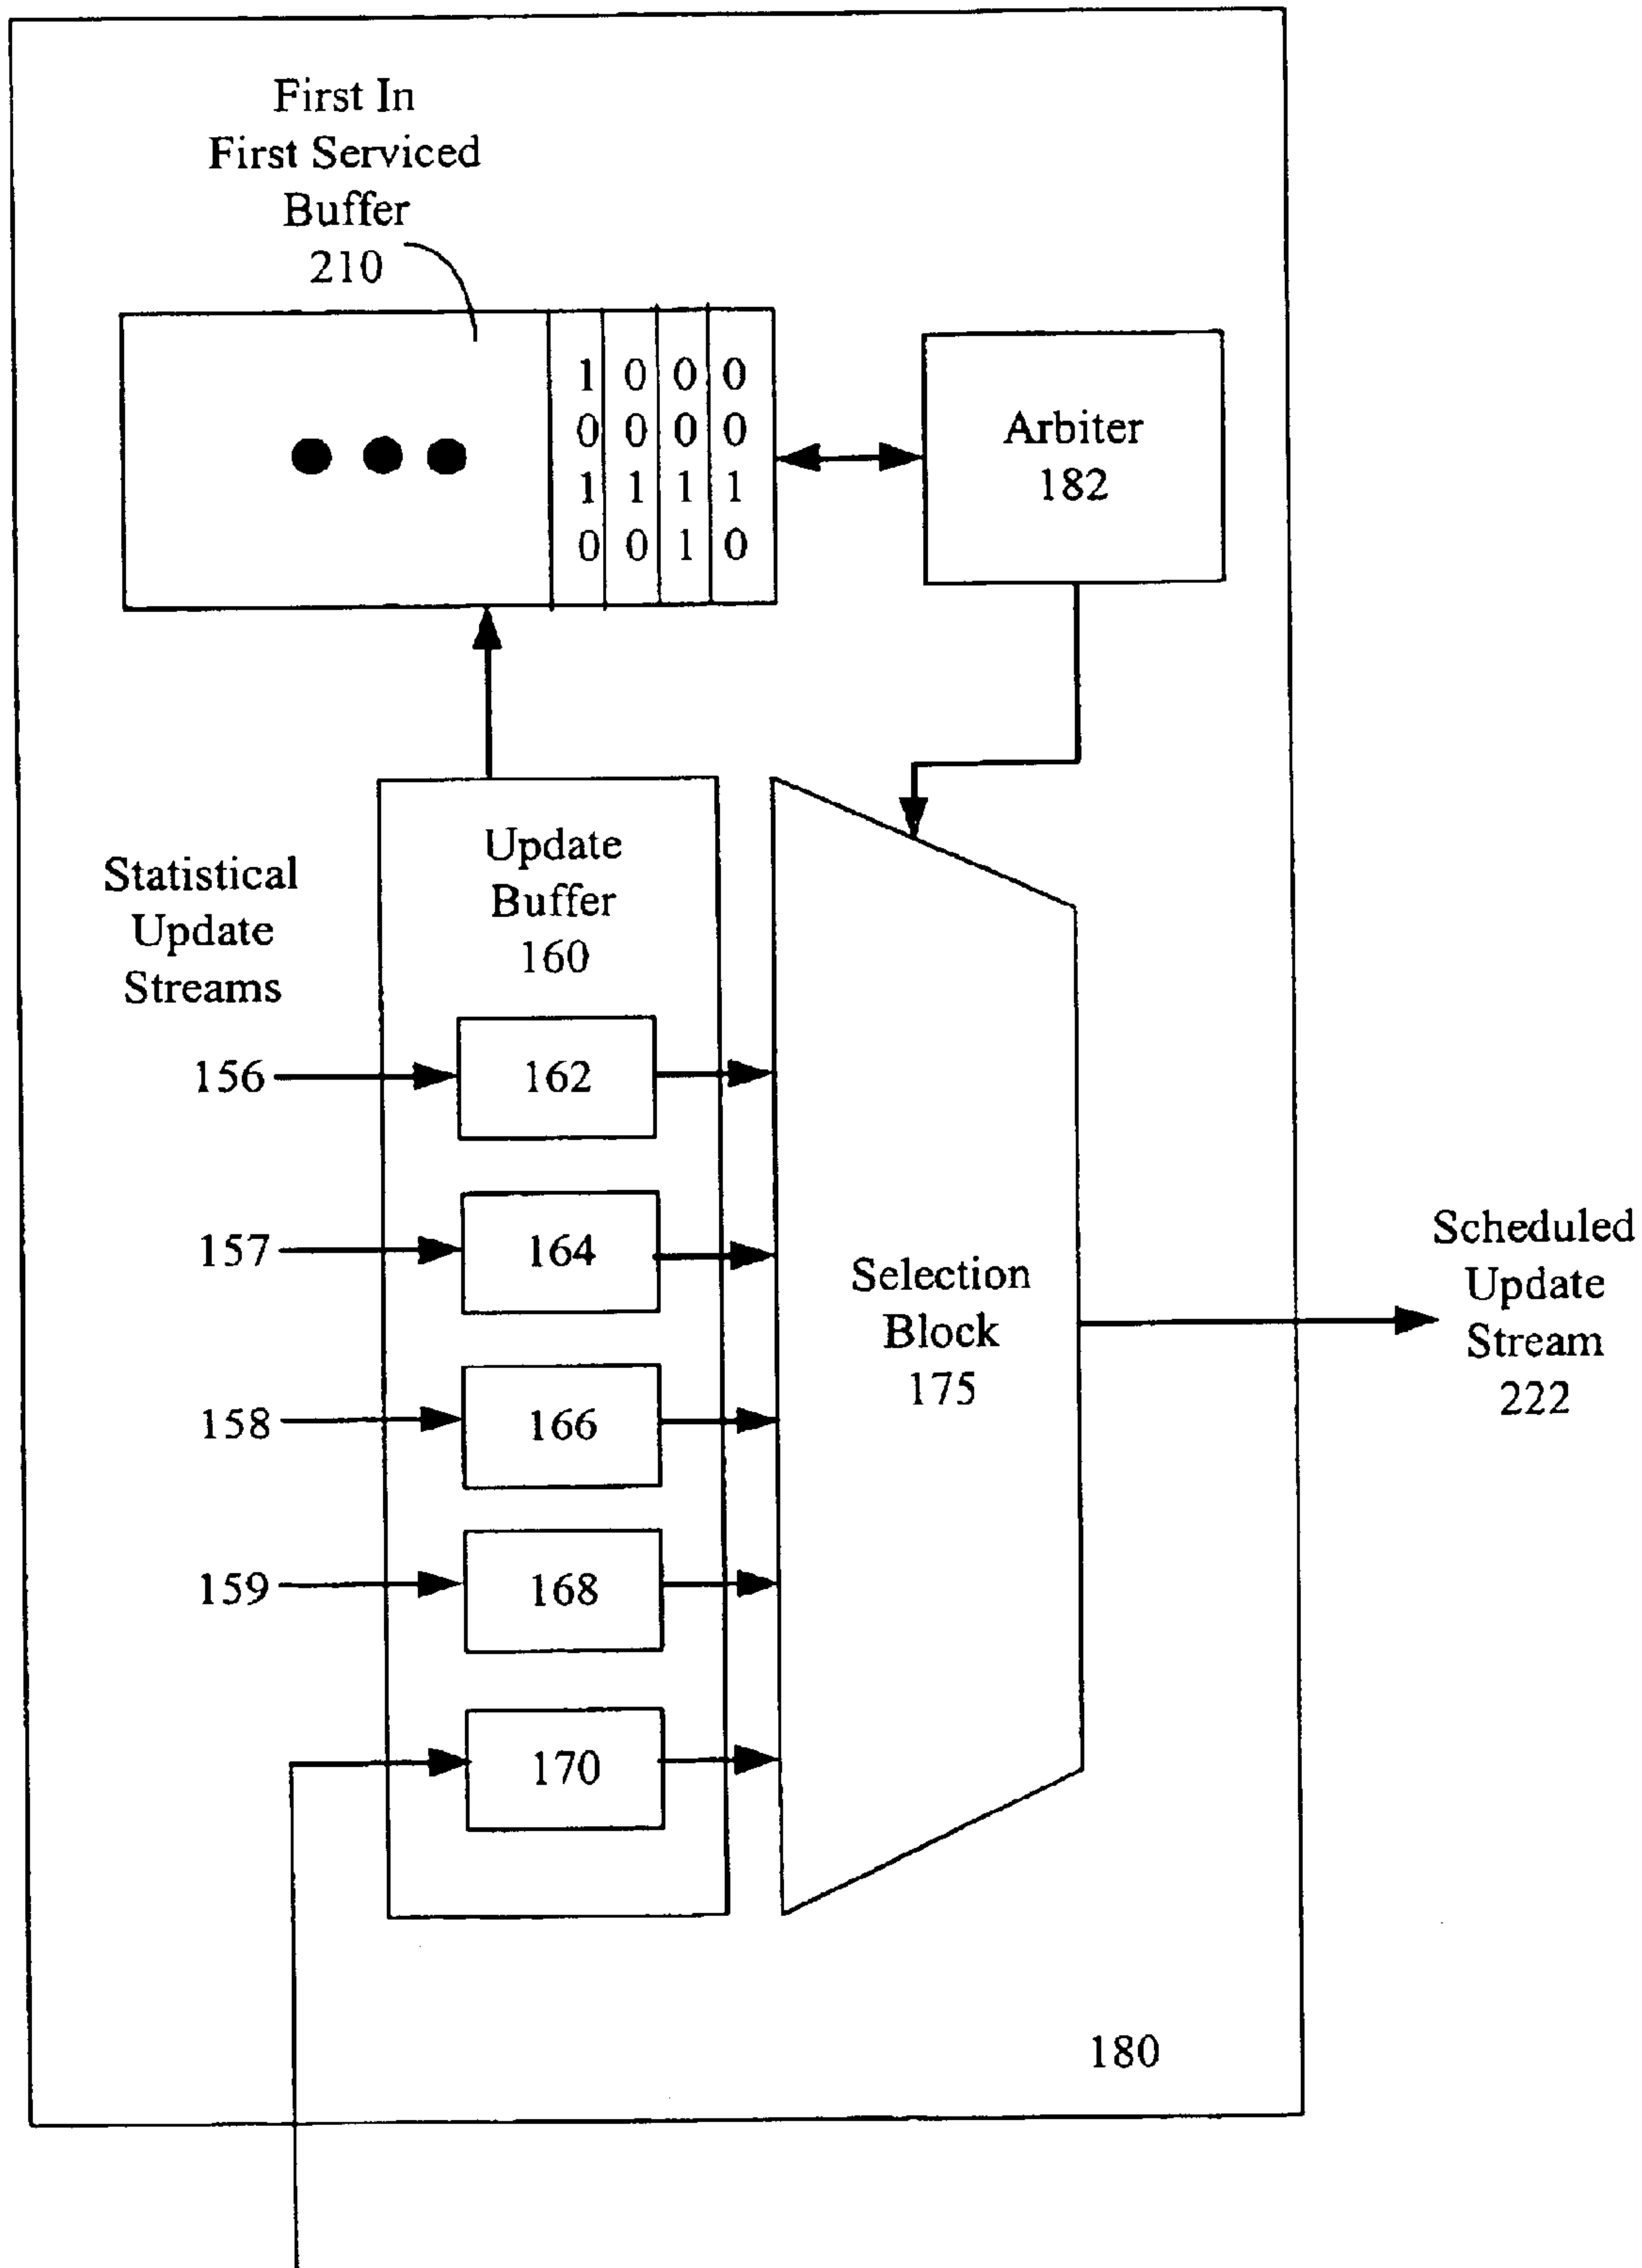 First In
First Serviced
Buffer
210
1 0 0 0
0 0 0 0
1 1 1 1
0 0 1 0
Arbiter
182
Update
Buffer
160
Statistical
Update
Streams
156
162
157
164
158
166
159
168
170
Selection
Block
175
Scheduled
Update
Stream
222
180